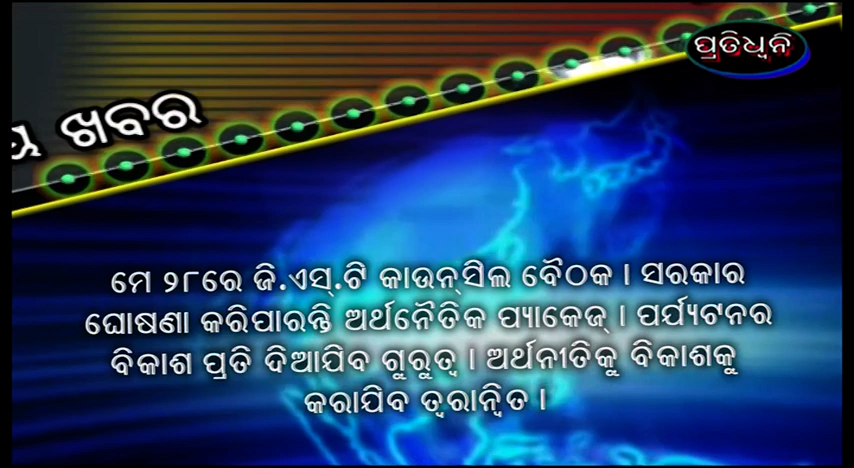 ପ୍ରତିଧ୍ୱନି
ଖବର
ମେ ୨୮ରେ ଜି.ଏସ୍.ଟି କାଉନ୍‌ସିଲ ବୈଠକ । ସରକାର
ଘୋଷଣା କରିପାରନ୍ତି ଅର୍ଥନୈତିକ ପ୍ୟାକେଜ୍ । ପର୍ଯ୍ୟଟନର
ବିକାଶ ପ୍ରତି ଦିଆଯିବ ଗୁରୁତ୍ୱ । ଅର୍ଥନୀତିକୁ ବିକାଶକୁ
କରାଯିବ ତ୍ୱରାନ୍ୱିତ ।